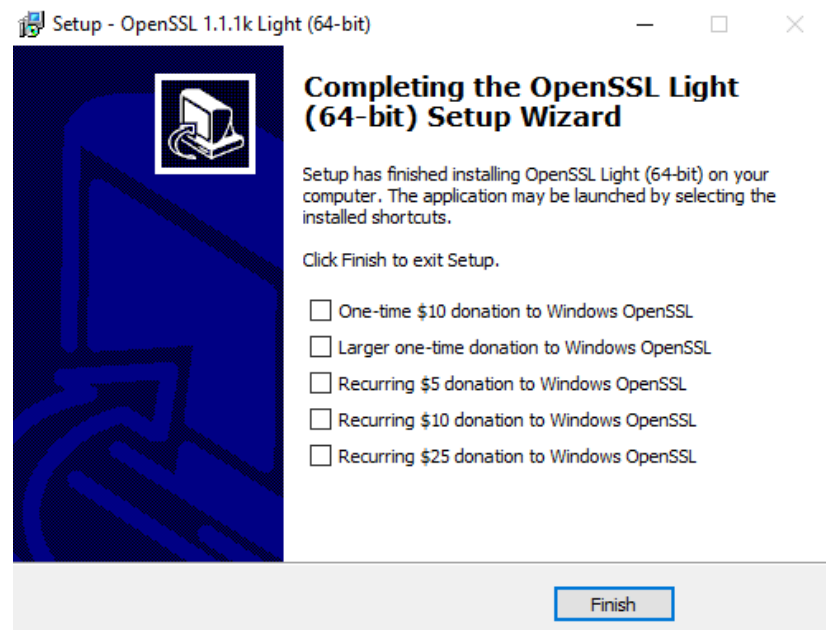 Setup - OpenSSL 1.1.1k Light (64-bit)
Completing the OpenSSL Light
(64-bit) Setup Wizard
Setup has finished installing OpenSSL Light (64-bit) on your
computer. The application may be launched by selecting the
installed shortcuts.
Click Finish to exit Setup.
One-time $10 donation to Windows OpenSSL
Larger one-time donation to Windows OpenSSL
Recurring $5 donation to Windows OpenSSL
Recurring $10 donation to Windows OpenSSL
Recurring $25 donation to Windows OpenSSL
Finish